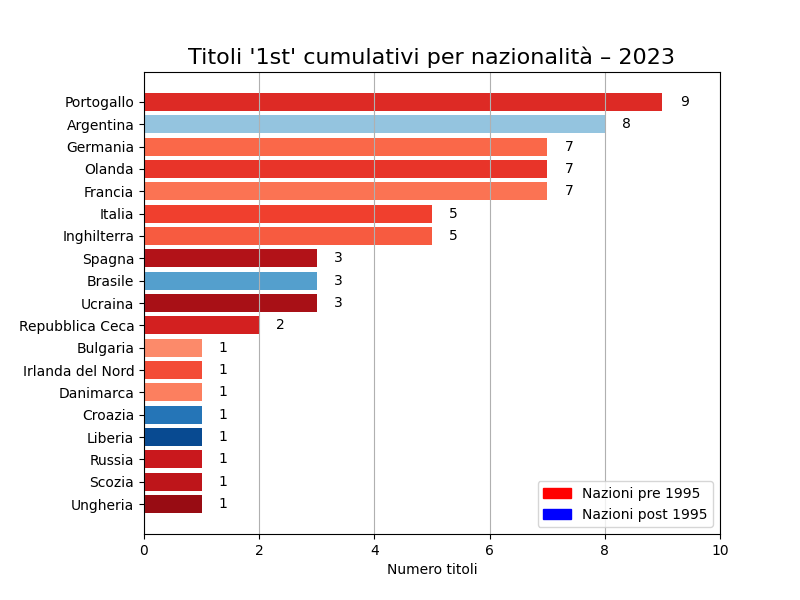 Titoli '1st' cumulativi per nazionalità – 2023
Portogallo 9
Argentina 8
Germania 7
Olanda 7
Francia 7
Italia 5
Inghilterra 5
Spagna 3
Brasile 3
Ucraina 3
Repubblica Ceca 2
Bulgaria 1
Irlanda del Nord 1
Danimarca 1
Croazia 1
Liberia 1
Russia 1
Scozia 1
Ungheria 1
Nazioni pre 1995
Nazioni post 1995
0 2 4 6 8 10
Numero titoli